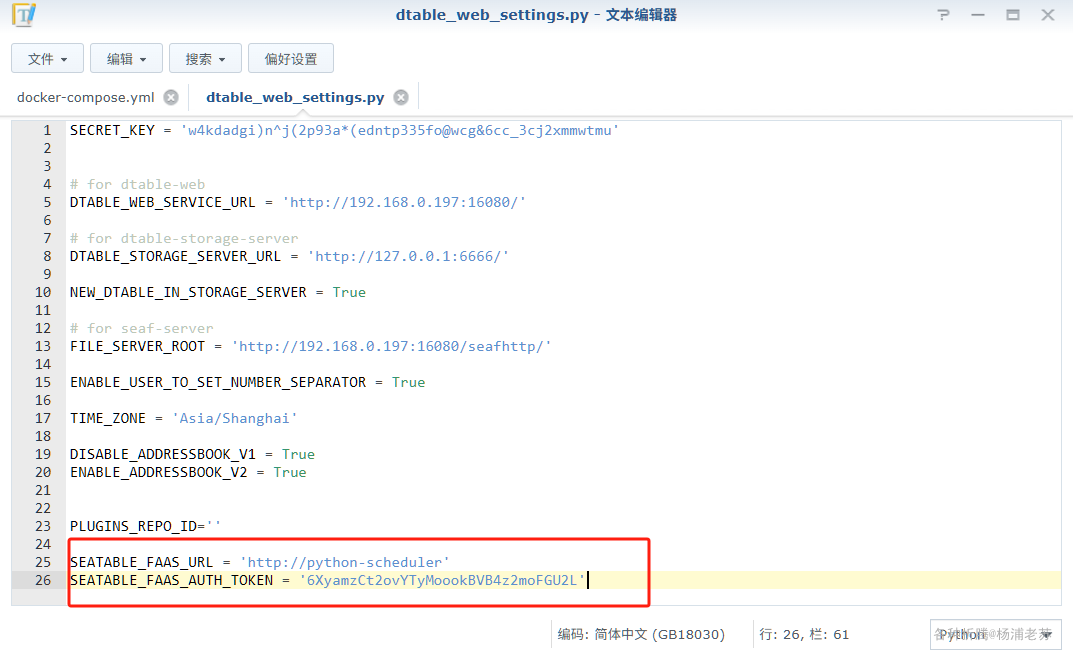 dtable_web_settings.py - 文本编辑器
文件 编辑 搜索 偏好设置
docker-compose.yml dtable_web_settings.py
1 SECRET_KEY = 'w4kdadgi)n^j(2p93a*(edntp335fo@wcg&6cc_3cj2xmmwtmu'
2
3
4 # for dtable-web
5 DTABLE_WEB_SERVICE_URL = 'http://192.168.0.197:16080/'
6
7 # for dtable-storage-server
8 DTABLE_STORAGE_SERVER_URL = 'http://127.0.0.1:6666/'
9
10 NEW_DTABLE_IN_STORAGE_SERVER = True
11
12 # for seaf-server
13 FILE_SERVER_ROOT = 'http://192.168.0.197:16080/seafhttp/'
14
15 ENABLE_USER_TO_SET_NUMBER_SEPARATOR = True
16
17 TIME_ZONE = 'Asia/Shanghai'
18
19 DISABLE_ADDRESSBOOK_V1 = True
20 ENABLE_ADDRESSBOOK_V2 = True
21
22
23 PLUGINS_REPO_ID=''
24
25 SEATABLE_FAAS_URL = 'http://python-scheduler'
26 SEATABLE_FAAS_AUTH_TOKEN = '6XyamzCt2ovYTyMoookBVB4z2moFGU2L'
编码: 简体中文 (GB18030) 行: 26, 栏: 61 Python
@杨浦老苏